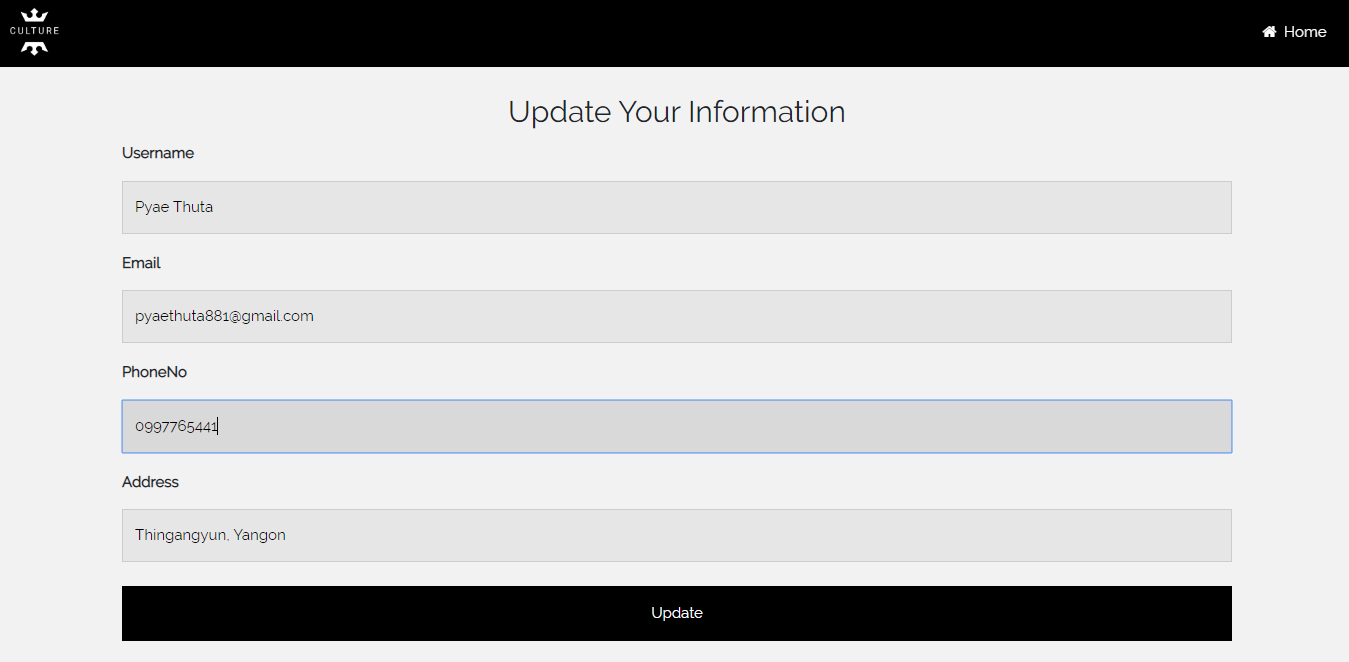 CULTURE
Home
Update Your Information
Username
Pyae Thuta
Email
pyaethuta881@gmail.com
PhoneNo
0997765441
Address
Thingangyun, Yangon
Update